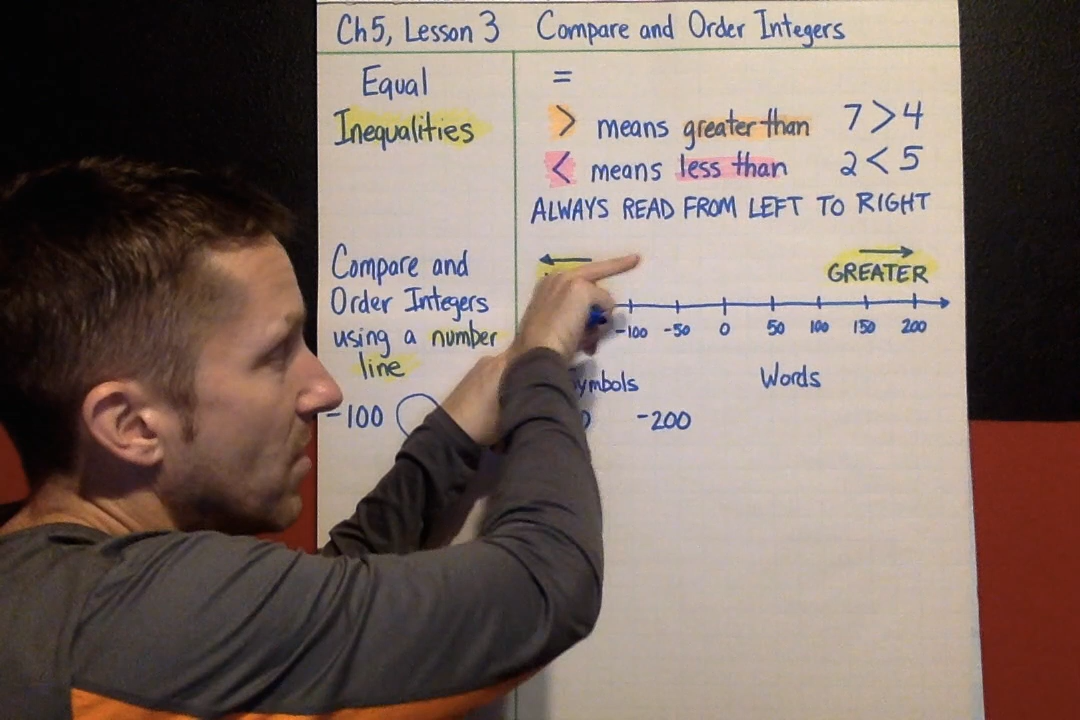 Ch 5, Lesson 3 Compare and Order Integers
Equal =
Inequalities > means greater than 7 > 4
< means less than 2 < 5
ALWAYS READ FROM LEFT TO RIGHT
Compare and
Order Integers
using a number
line
GREATER
-100 -50 0 50 100 150 200
Words
-100
-200